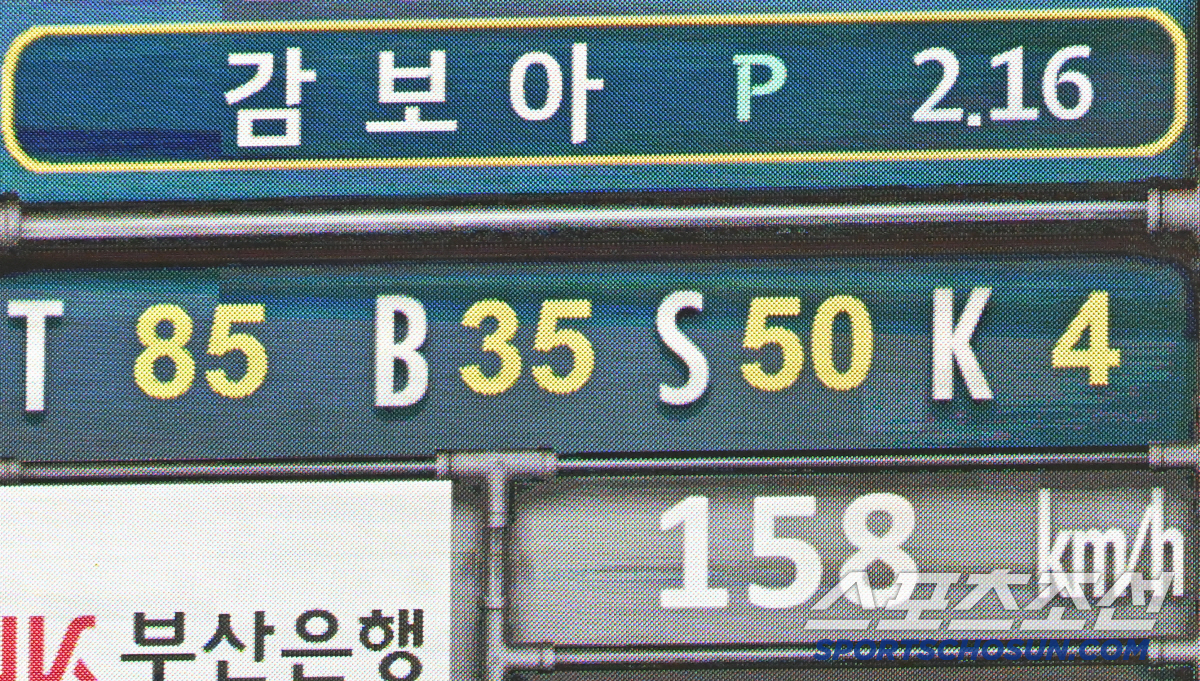 감보아 P 2.16
T 85 B 35 S 50 K 4
158 km/h
부산은행
스포츠조선
SPORTSCHOSUN.COM